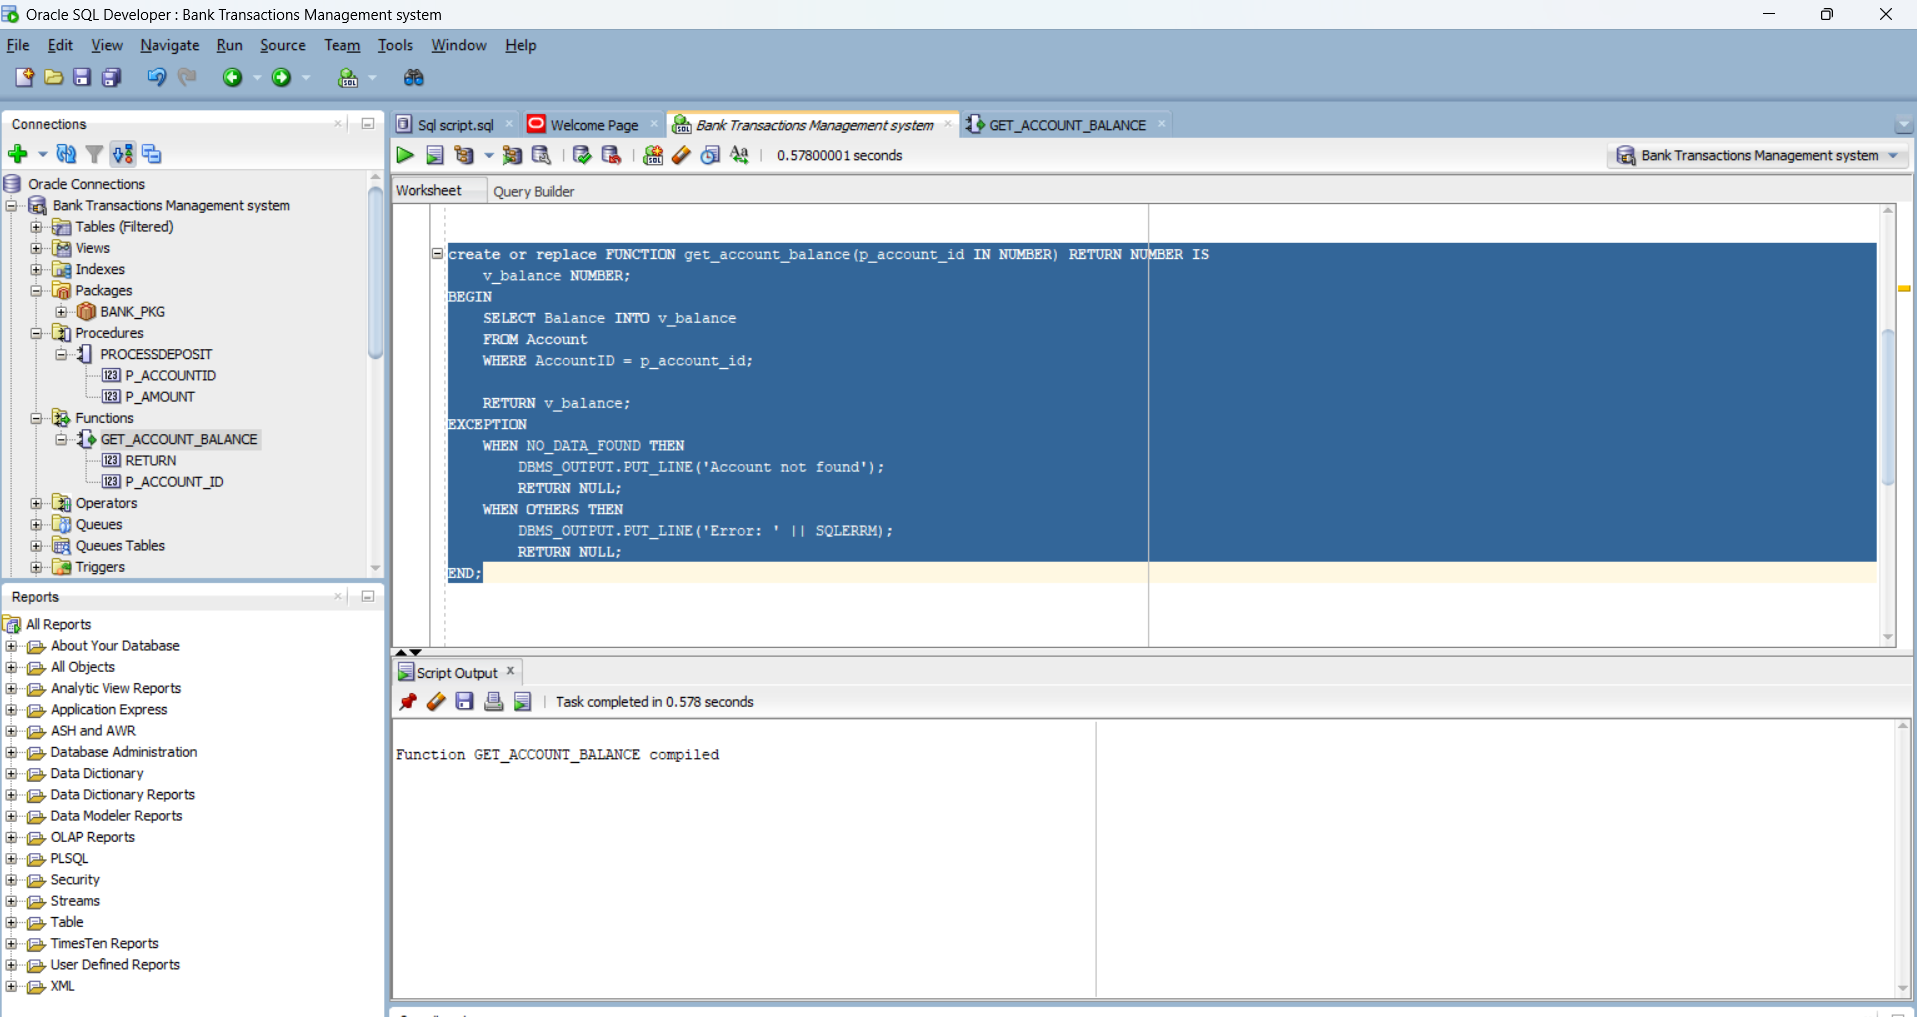 Oracle SQL Developer : Bank Transactions Management system
File Edit View Navigate Run Source Team Tools Window Help
Connections
Oracle Connections
Bank Transactions Management system
Tables (Filtered)
Views
Indexes
Packages
BANK_PKG
Procedures
PROCESSDEPOSIT
P_ACCOUNTID
P_AMOUNT
Functions
GET_ACCOUNT_BALANCE
RETURN
P_ACCOUNT_ID
Operators
Queues
Queues Tables
Triggers
Reports
All Reports
About Your Database
All Objects
Analytic View Reports
Application Express
ASH and AWR
Database Administration
Data Dictionary
Data Dictionary Reports
Data Modeler Reports
OLAP Reports
PLSQL
Security
Streams
Table
TimesTen Reports
User Defined Reports
XML
Sql script.sql Welcome Page Bank Transactions Management system GET_ACCOUNT_BALANCE
0.57800001 seconds Bank Transactions Management system
Worksheet Query Builder
create or replace FUNCTION get_account_balance(p_account_id IN NUMBER) RETURN NUMBER IS
v_balance NUMBER;
BEGIN
SELECT Balance INTO v_balance
FROM Account
WHERE AccountID = p_account_id;
RETURN v_balance;
EXCEPTION
WHEN NO_DATA_FOUND THEN
DBMS_OUTPUT.PUT_LINE('Account not found');
RETURN NULL;
WHEN OTHERS THEN
DBMS_OUTPUT.PUT_LINE('Error: ' || SQLERRM);
RETURN NULL;
END;
Script Output
Task completed in 0.578 seconds
Function GET_ACCOUNT_BALANCE compiled